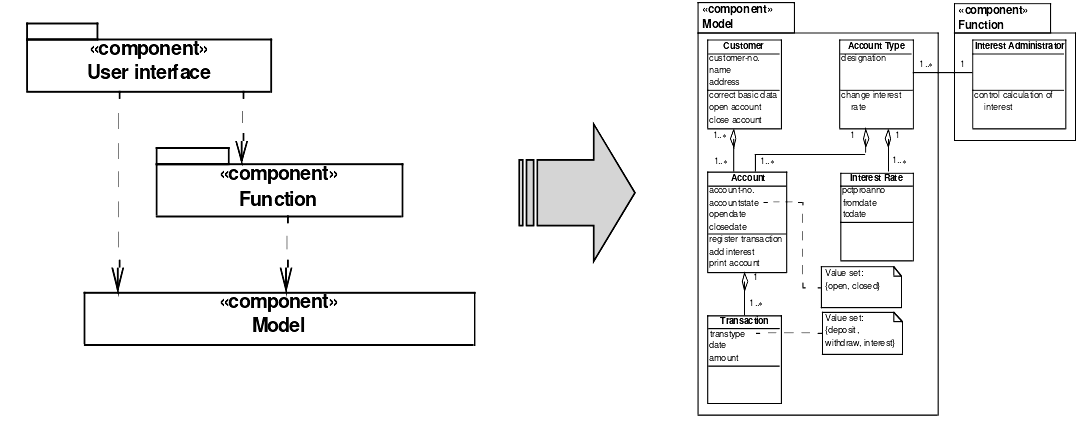 «component»
User interface
«component»
Function
«component»
Model
«component»
Model
Customer
customer-no.
name
address
correct basic data
open account
close account
Account Type
designation
change interest
rate
1..*
1
«component»
Function
Interest Administrator
control calculation of
interest
1..*
1..*
1
1..*
1
1..*
Account
account-no.
accountstate
opendate
closedate
register transaction
add interest
print account
Interest Rate
pctproanno
fromdate
todate
Value set:
{open, closed}
1
1..*
Transaction
transtype
date
amount
Value set:
{deposit,
withdraw, interest}